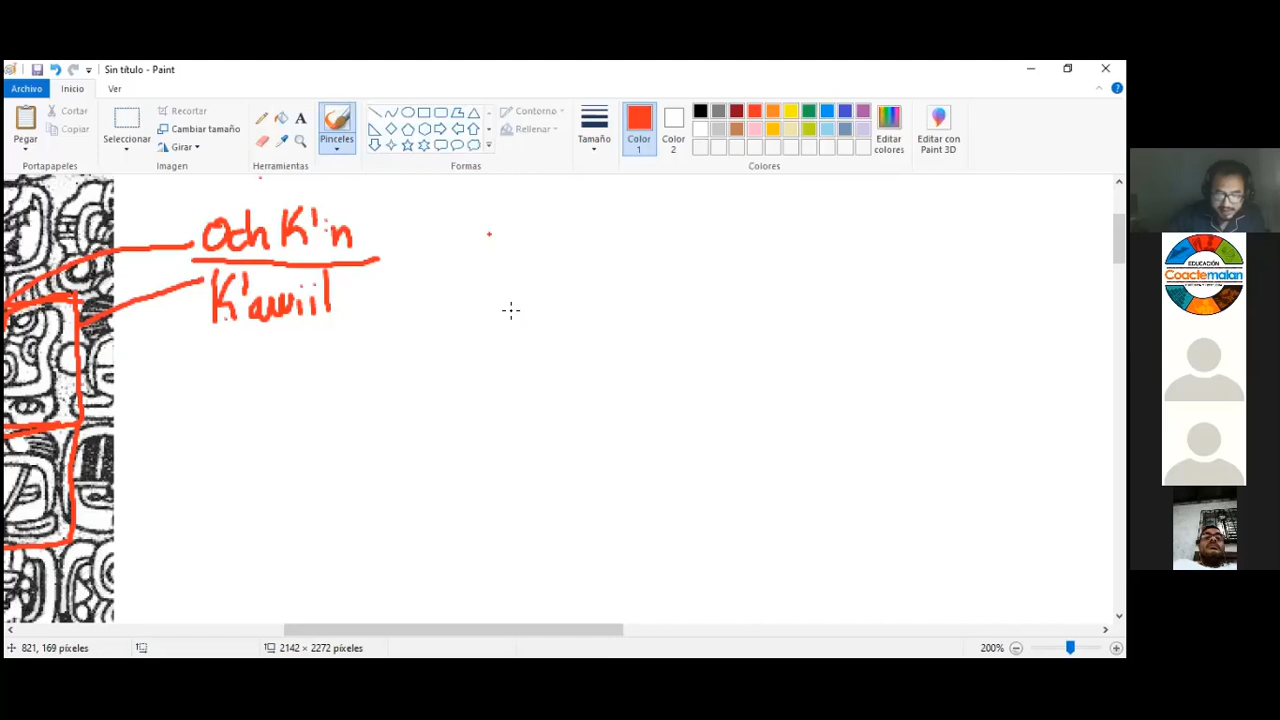 Sin título - Paint
Archivo Inicio Ver
Pegar
Cortar
Copiar
Portapapeles
Seleccionar
Recortar
Cambiar tamaño
Girar
Imagen
A
Herramientas
Pinceles
Contorno
Rellenar
Formas
Tamaño
Color 1
Color 2
Editar colores
Editar con Paint 3D
Colores
Och K'in
K'awiil
EDUCACIÓN
Coactemalan
821, 169 píxeles
2142 × 2272 píxeles
200%